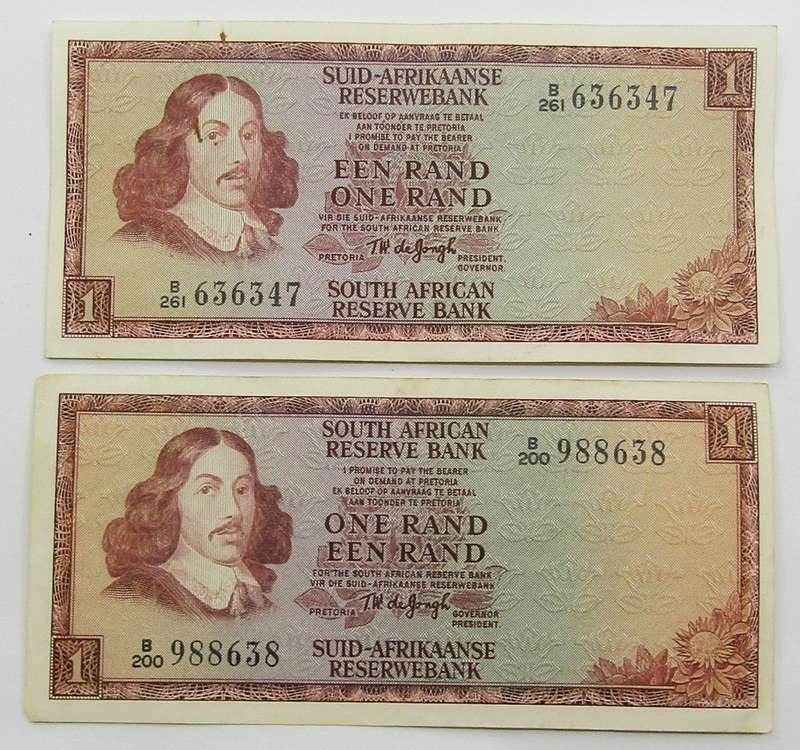 SUID-AFRIKAANSE
RESERWEBANK
B/261 636347
1
EK BELOOF OP AANVRAAG TE BETAAL
AAN TOONDER TE PRETORIA
I PROMISE TO PAY THE BEARER
ON DEMAND AT PRETORIA
EEN RAND
ONE RAND
VIR DIE SUID-AFRIKAANSE RESERWEBANK
FOR THE SOUTH AFRICAN RESERVE BANK
T.W. de Jongh
PRETORIA PRESIDENT.
GOVERNOR
1
B/261 636347
SOUTH AFRICAN
RESERVE BANK
SOUTH AFRICAN
RESERVE BANK
B/200 988638
1
I PROMISE TO PAY THE BEARER
ON DEMAND AT PRETORIA
EK BELOOF OP AANVRAAG TE BETAAL
AAN TOONDER TE PRETORIA
ONE RAND
EEN RAND
FOR THE SOUTH AFRICAN RESERVE BANK
VIR DIE SUID-AFRIKAANSE RESERWEBANK
T.W. de Jongh
PRETORIA GOVERNOR
PRESIDENT.
1
B/200 988638
SUID-AFRIKAANSE
RESERWEBANK